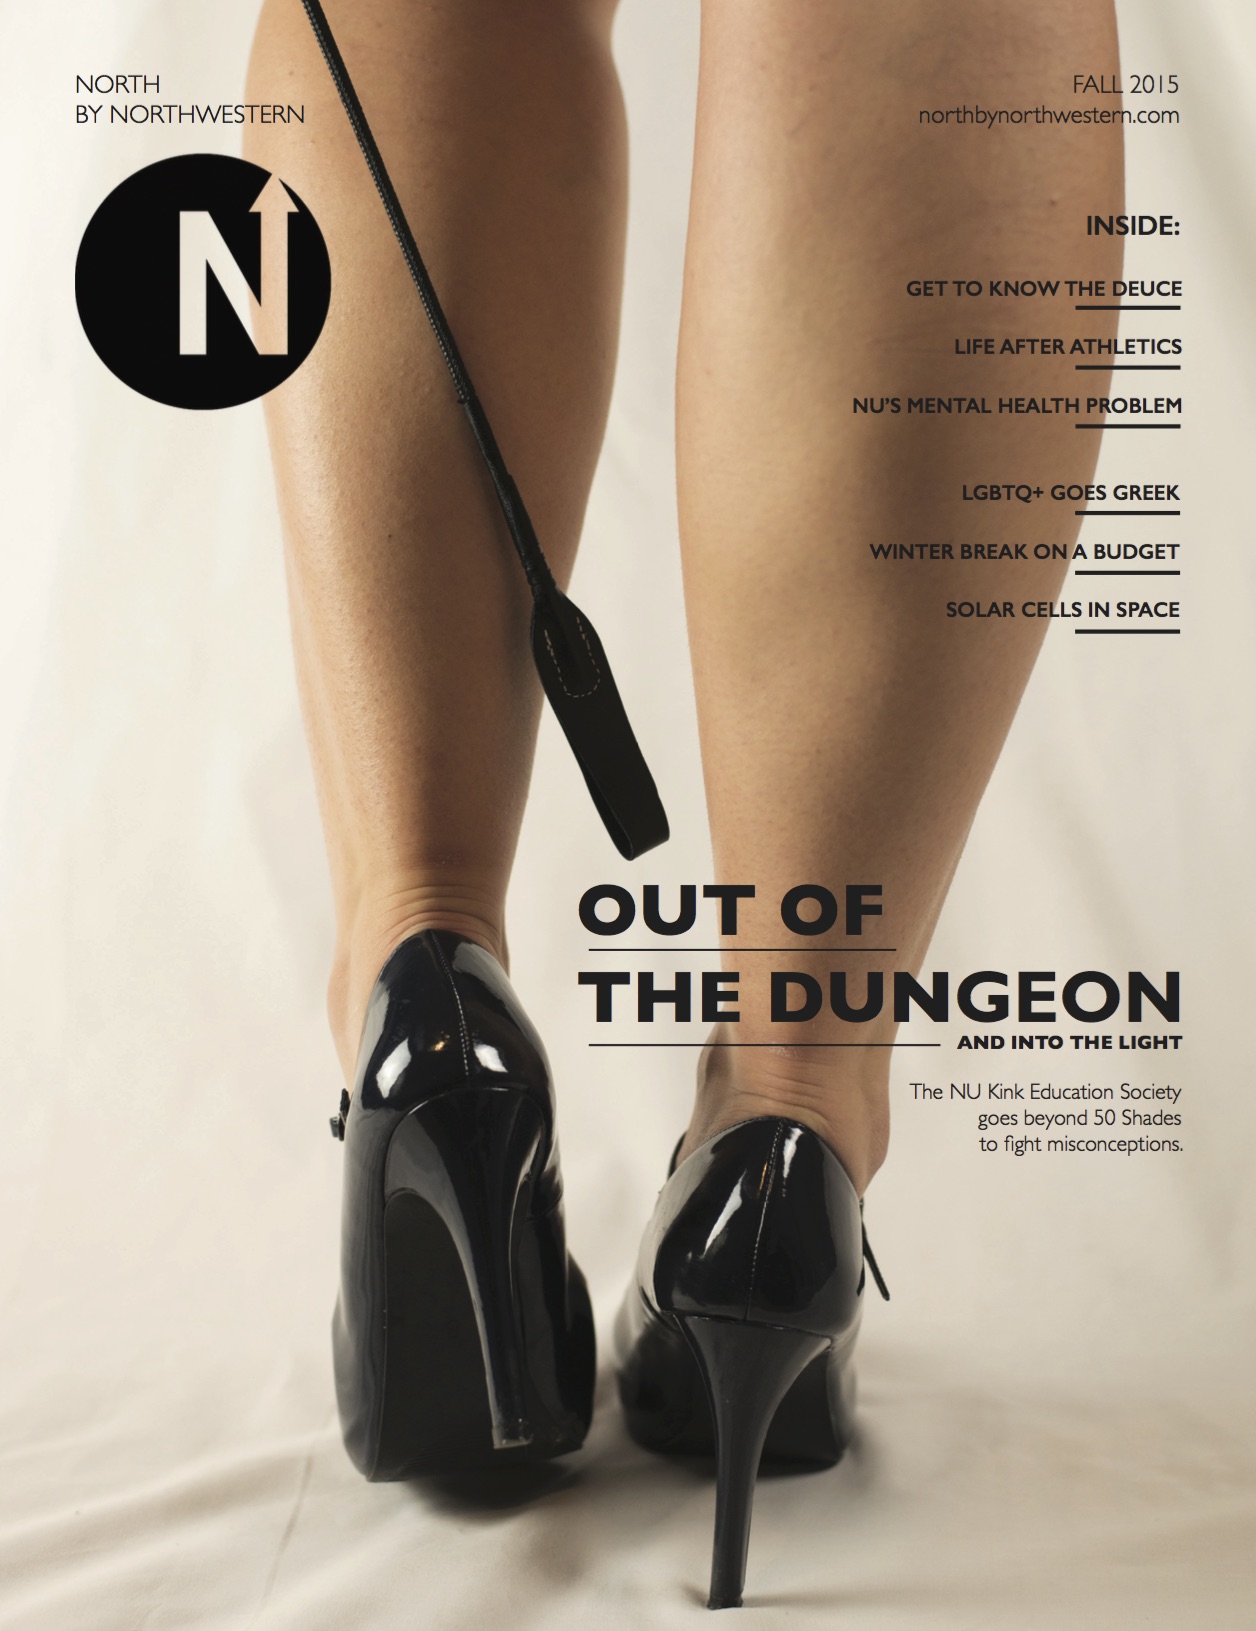 NORTH
BY NORTHWESTERN
N
FALL 2015
northbynorthwestern.com
INSIDE:
GET TO KNOW THE DEUCE
LIFE AFTER ATHLETICS
NU'S MENTAL HEALTH PROBLEM
LGBTQ+ GOES GREEK
WINTER BREAK ON A BUDGET
SOLAR CELLS IN SPACE
OUT OF
THE DUNGEON
AND INTO THE LIGHT
The NU Kink Education Society
goes beyond 50 Shades
to fight misconceptions.